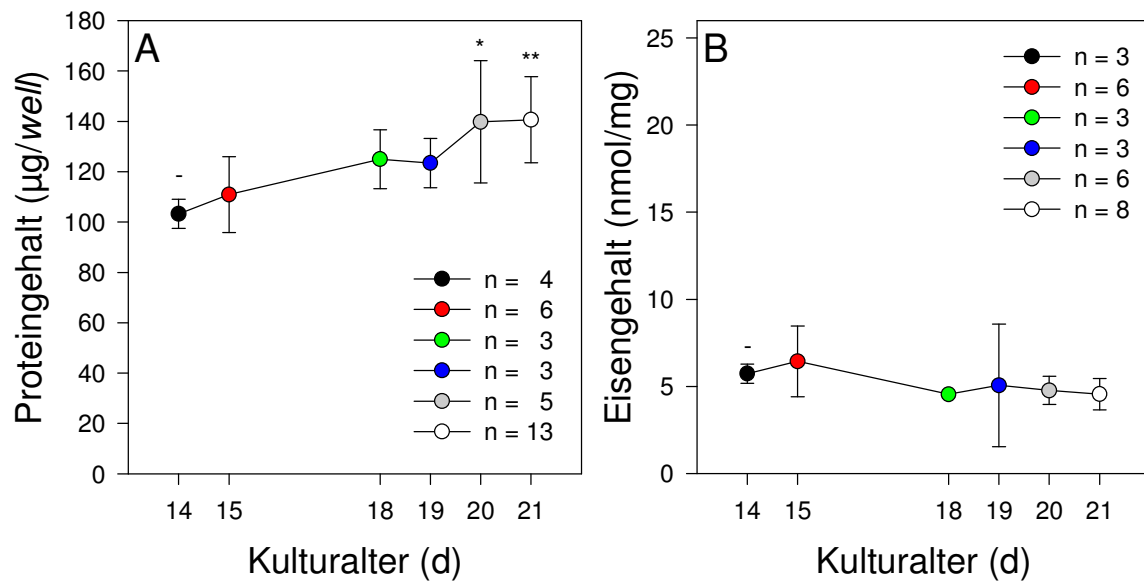 A
Proteingehalt (µg/well)
180
160
140
120
100
80
60
40
20
0
-
*
**
n = 4
n = 6
n = 3
n = 3
n = 5
n = 13
14 15 18 19 20 21
Kulturalter (d)
B
Eisengehalt (nmol/mg)
25
20
15
10
5
0
-
n = 3
n = 6
n = 3
n = 3
n = 6
n = 8
14 15 18 19 20 21
Kulturalter (d)